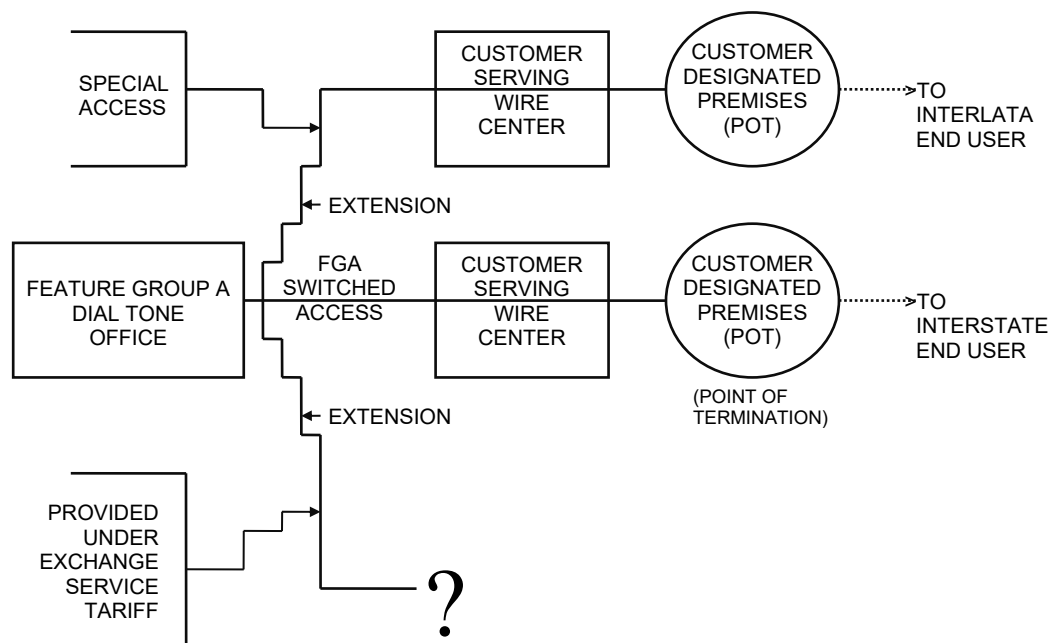 SPECIAL
ACCESS
CUSTOMER
SERVING
WIRE
CENTER
CUSTOMER
DESIGNATED
PREMISES
(POT)
TO
INTERLATA
END USER
EXTENSION
FEATURE GROUP A
DIAL TONE
OFFICE
FGA
SWITCHED
ACCESS
CUSTOMER
SERVING
WIRE
CENTER
CUSTOMER
DESIGNATED
PREMISES
(POT)
TO
INTERSTATE
END USER
(POINT OF
TERMINATION)
EXTENSION
PROVIDED
UNDER
EXCHANGE
SERVICE
TARIFF
?